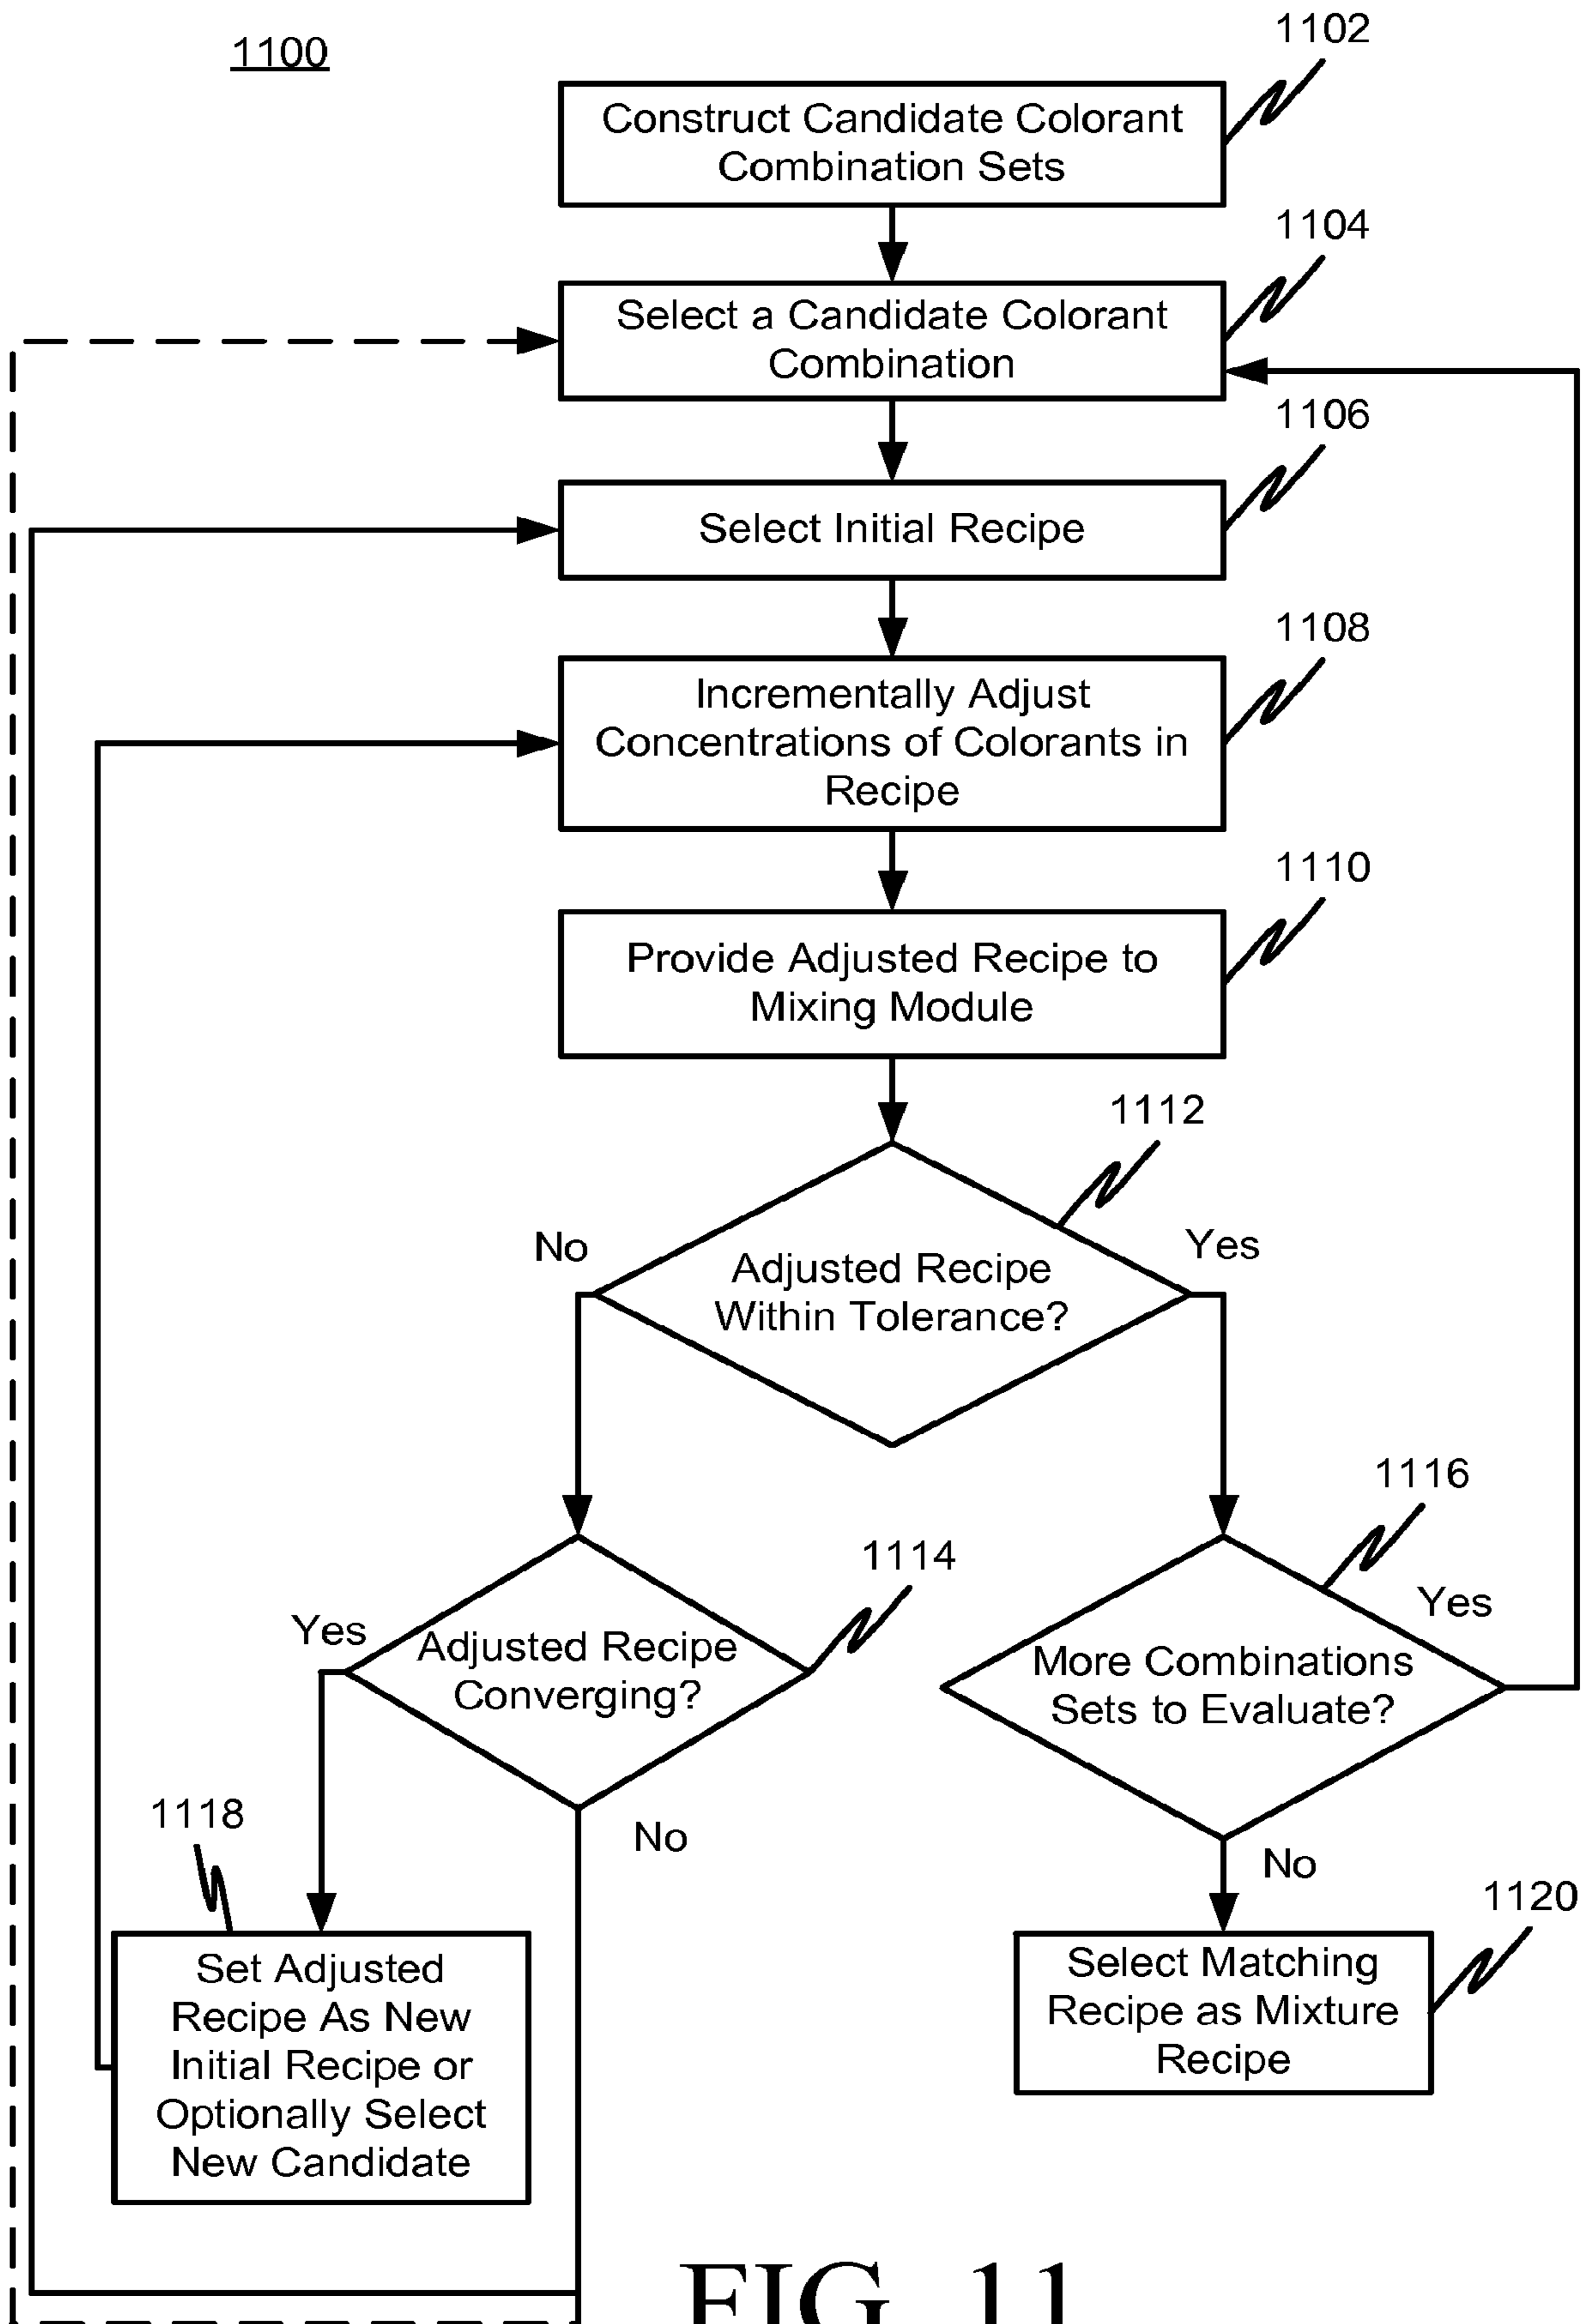 1100
1102
Construct Candidate Colorant
Combination Sets
1104
Select a Candidate Colorant
Combination
1106
Select Initial Recipe
1108
Incrementally Adjust
Concentrations of Colorants in
Recipe
1110
Provide Adjusted Recipe to
Mixing Module
1112
No
Yes
Adjusted Recipe
Within Tolerance?
1114
1116
Yes
Adjusted Recipe
Converging?
Yes
More Combinations
Sets to Evaluate?
1118
No
No
1120
Set Adjusted
Recipe As New
Initial Recipe or
Optionally Select
New Candidate
Select Matching
Recipe as Mixture
Recipe
FIG. 11